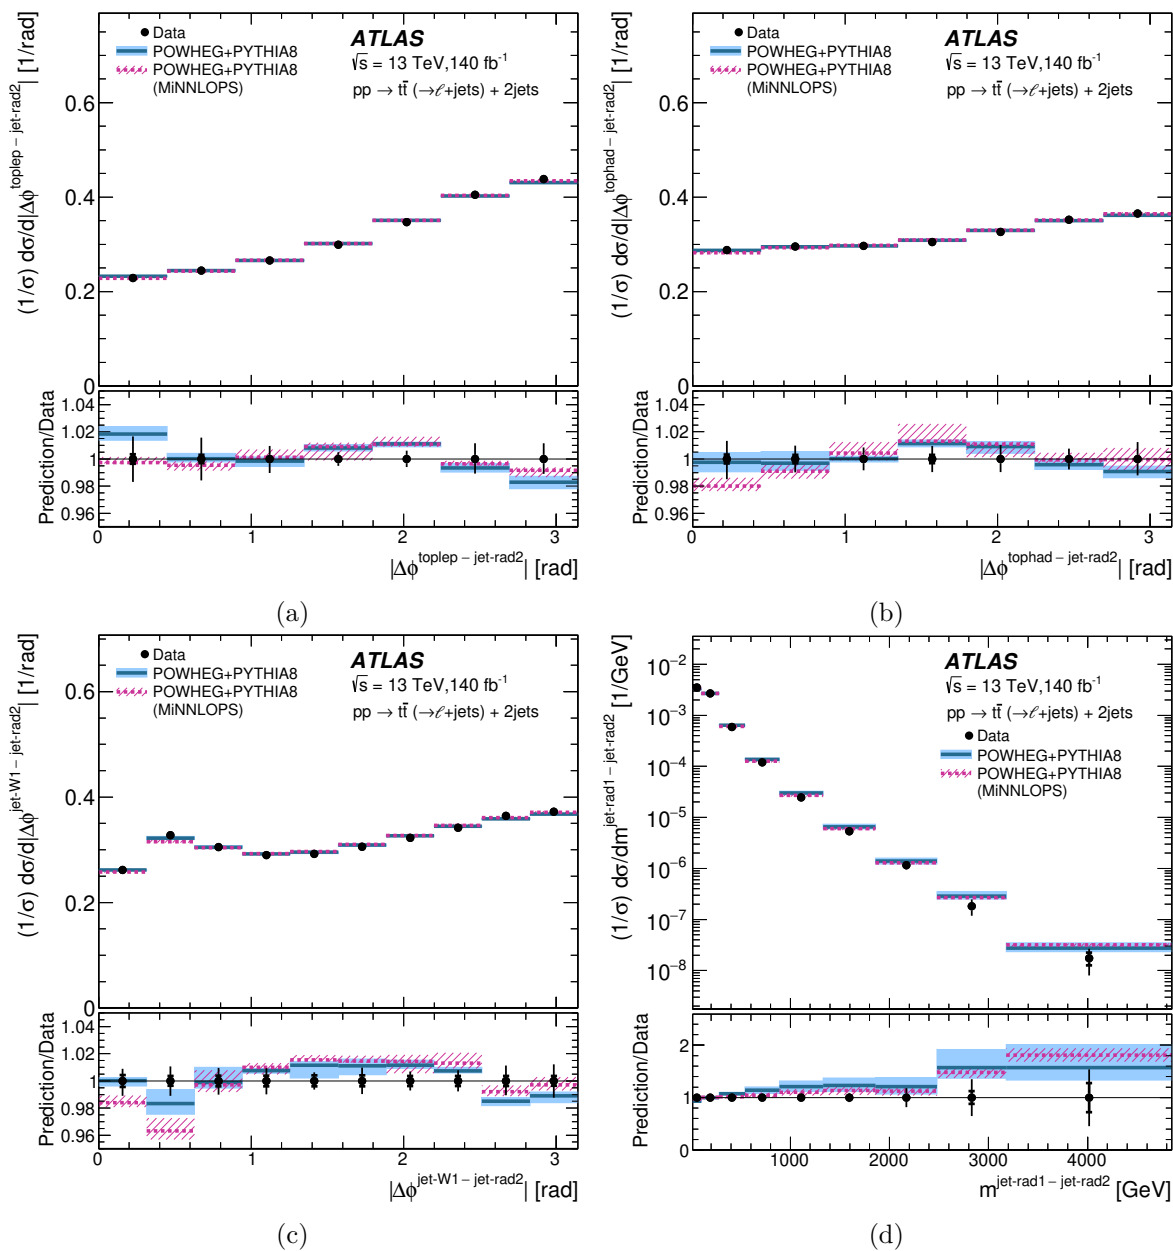 Data
POWHEG+PYTHIA8
POWHEG+PYTHIA8
(MiNNLOPS)
ATLAS
√s = 13 TeV,140 fb⁻¹
pp → tt̄ (→ℓ+jets) + 2jets
(1/σ) dσ/d|Δϕ^toplep – jet-rad2| [1/rad]
0.6
0.4
0.2
0
Prediction/Data
1.04
1.02
1
0.98
0.96
0 1 2 3
|Δϕ^toplep – jet-rad2| [rad]
(a)
Data
POWHEG+PYTHIA8
POWHEG+PYTHIA8
(MiNNLOPS)
ATLAS
√s = 13 TeV,140 fb⁻¹
pp → tt̄ (→ℓ+jets) + 2jets
(1/σ) dσ/d|Δϕ^tophad – jet-rad2| [1/rad]
0.6
0.4
0.2
0
Prediction/Data
1.04
1.02
1
0.98
0.96
0 1 2 3
|Δϕ^tophad – jet-rad2| [rad]
(b)
Data
POWHEG+PYTHIA8
POWHEG+PYTHIA8
(MiNNLOPS)
ATLAS
√s = 13 TeV,140 fb⁻¹
pp → tt̄ (→ℓ+jets) + 2jets
(1/σ) dσ/d|Δϕ^jet-W1 – jet-rad2| [1/rad]
0.6
0.4
0.2
0
Prediction/Data
1.04
1.02
1
0.98
0.96
0 1 2 3
|Δϕ^jet-W1 – jet-rad2| [rad]
(c)
ATLAS
√s = 13 TeV,140 fb⁻¹
pp → tt̄ (→ℓ+jets) + 2jets
Data
POWHEG+PYTHIA8
POWHEG+PYTHIA8
(MiNNLOPS)
(1/σ) dσ/dm^jet-rad1 – jet-rad2 [1/GeV]
10⁻²
10⁻³
10⁻⁴
10⁻⁵
10⁻⁶
10⁻⁷
10⁻⁸
Prediction/Data
2
1
0
1000 2000 3000 4000
m^jet-rad1 – jet-rad2 [GeV]
(d)